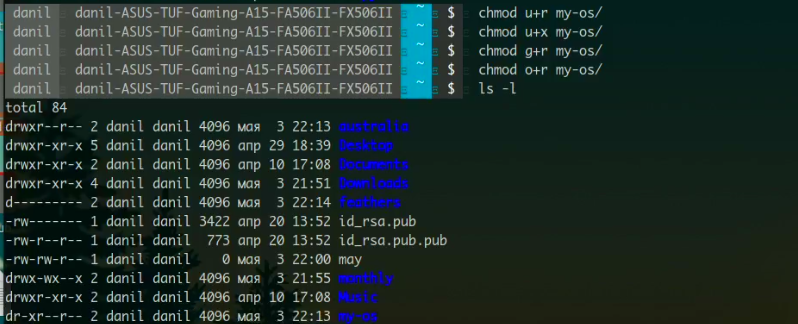 danil danil-ASUS-TUF-Gaming-A15-FA506II-FX506II ~ $ chmod u+r my-os/
danil danil-ASUS-TUF-Gaming-A15-FA506II-FX506II ~ $ chmod u+x my-os/
danil danil-ASUS-TUF-Gaming-A15-FA506II-FX506II ~ $ chmod g+r my-os/
danil danil-ASUS-TUF-Gaming-A15-FA506II-FX506II ~ $ chmod o+r my-os/
danil danil-ASUS-TUF-Gaming-A15-FA506II-FX506II ~ $ ls -l
total 84
drwxr--r-- 2 danil danil 4096 мая 3 22:13 australia
drwxr-xr-x 5 danil danil 4096 апр 29 18:39 Desktop
drwxr-xr-x 2 danil danil 4096 апр 10 17:08 Documents
drwxr-xr-x 4 danil danil 4096 мая 3 21:51 Downloads
d--------- 2 danil danil 4096 мая 3 22:14 feathers
-rw------- 1 danil danil 3422 апр 20 13:52 id_rsa.pub
-rw-r--r-- 1 danil danil 773 апр 20 13:52 id_rsa.pub.pub
-rw-rw-r-- 1 danil danil 0 мая 3 22:00 may
drwx-wx--x 2 danil danil 4096 мая 3 21:55 monthly
drwxr-xr-x 2 danil danil 4096 апр 10 17:08 Music
dr-xr--r-- 2 danil danil 4096 мая 3 22:13 my-os